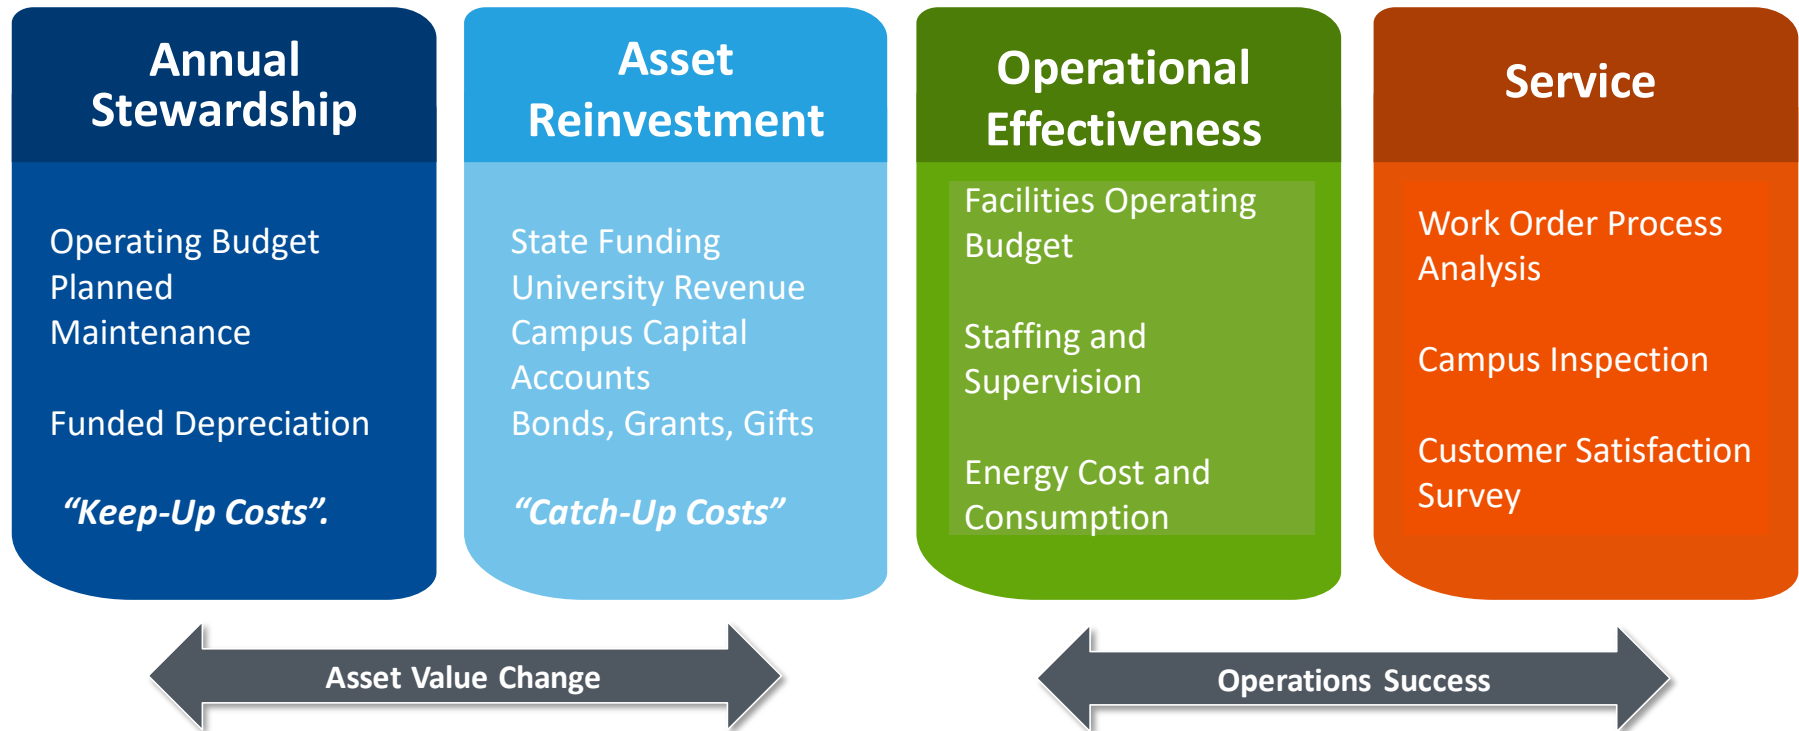 Annual
Stewardship
Operating Budget
Planned
Maintenance
Funded Depreciation
“Keep-Up Costs”.
Asset
Reinvestment
State Funding
University Revenue
Campus Capital
Accounts
Bonds, Grants, Gifts
“Catch-Up Costs”
Operational
Effectiveness
Facilities Operating
Budget
Staffing and
Supervision
Energy Cost and
Consumption
Service
Work Order Process
Analysis
Campus Inspection
Customer Satisfaction
Survey
Asset Value Change
Operations Success